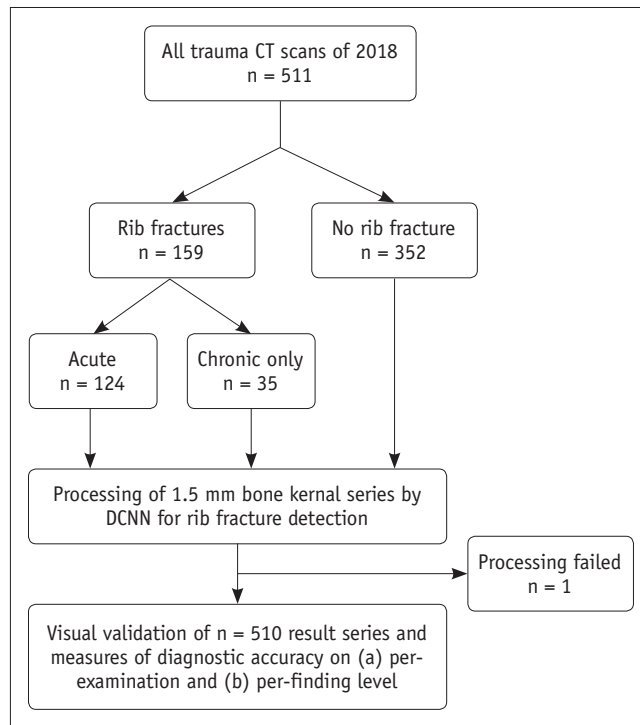 All trauma CT scans of 2018
n = 511
Rib fractures
n = 159
No rib fracture
n = 352
Acute
n = 124
Chronic only
n = 35
Processing of 1.5 mm bone kernal series by
DCNN for rib fracture detection
Processing failed
n = 1
Visual validation of n = 510 result series and
measures of diagnostic accuracy on (a) per-
examination and (b) per-finding level